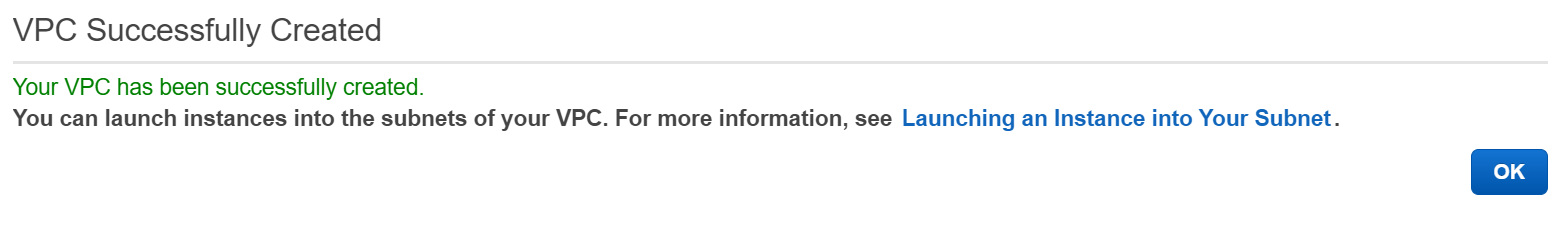 VPC Successfully Created
Your VPC has been successfully created.
You can launch instances into the subnets of your VPC. For more information, see Launching an Instance into Your Subnet.
OK